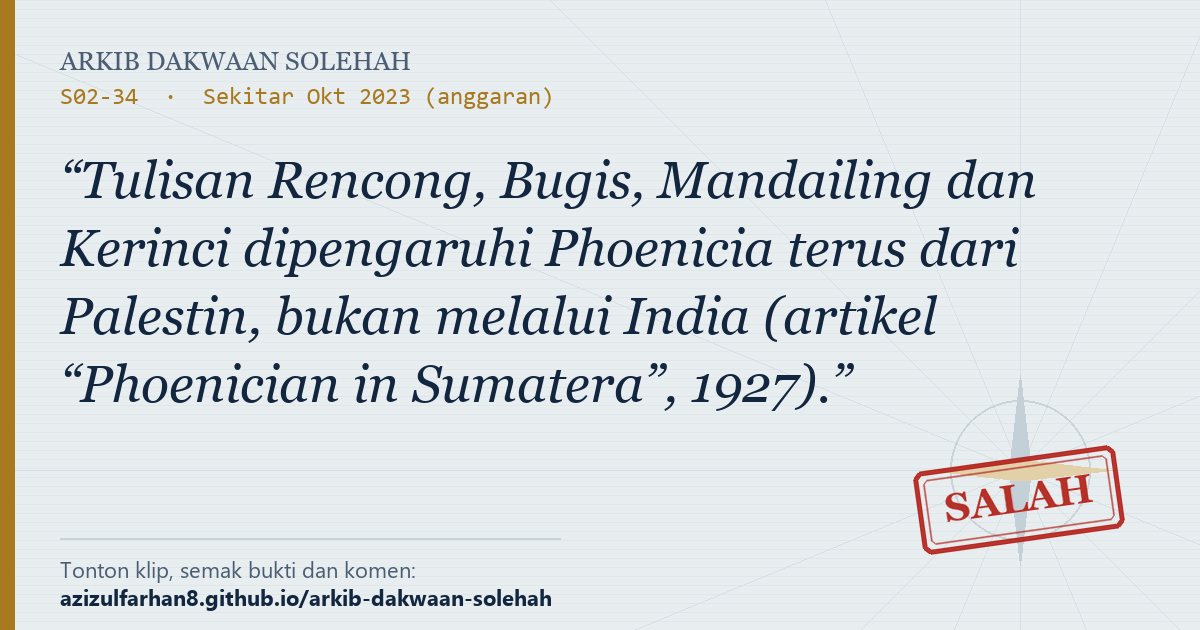 ARKIB DAKWAAN SOLEHAH
S02-34 · Sekitar Okt 2023 (anggaran)
“Tulisan Rencong, Bugis, Mandailing dan
Kerinci dipengaruhi Phoenicia terus dari
Palestin, bukan melalui India (artikel
“Phoenician in Sumatera”, 1927).”
SALAH
Tonton klip, semak bukti dan komen:
azizulfarhan8.github.io/arkib-dakwaan-solehah